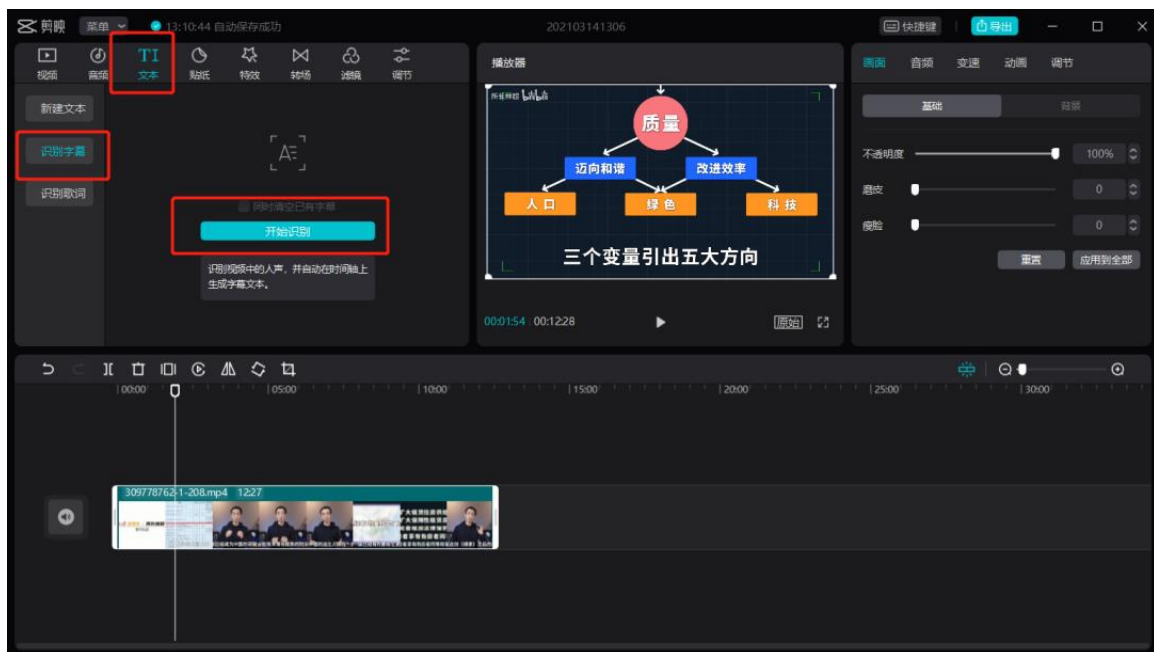 剪映 菜单 13:10:44 自动保存成功 202103141306 快捷键 导出
视频 音频 TI 文本 贴纸 特效 转场 滤镜 调节
播放器
画面 音频 变速 动画 调节
新建文本
识别字幕
识别歌词
同时清空已有字幕
开始识别
识别视频中的人声，并自动在时间轴上
生成字幕文本。
bilibili
质量
迈向和谐 改进效率
人口 绿色 科技
三个变量引出五大方向
00:01:54 00:12:28 原始
基础 背景
不透明度 100%
磨皮 0
瘦脸 0
重置 应用到全部
00:00 05:00 10:00 15:00 20:00 25:00 30:00
309778762-1-208.mp4 12:27